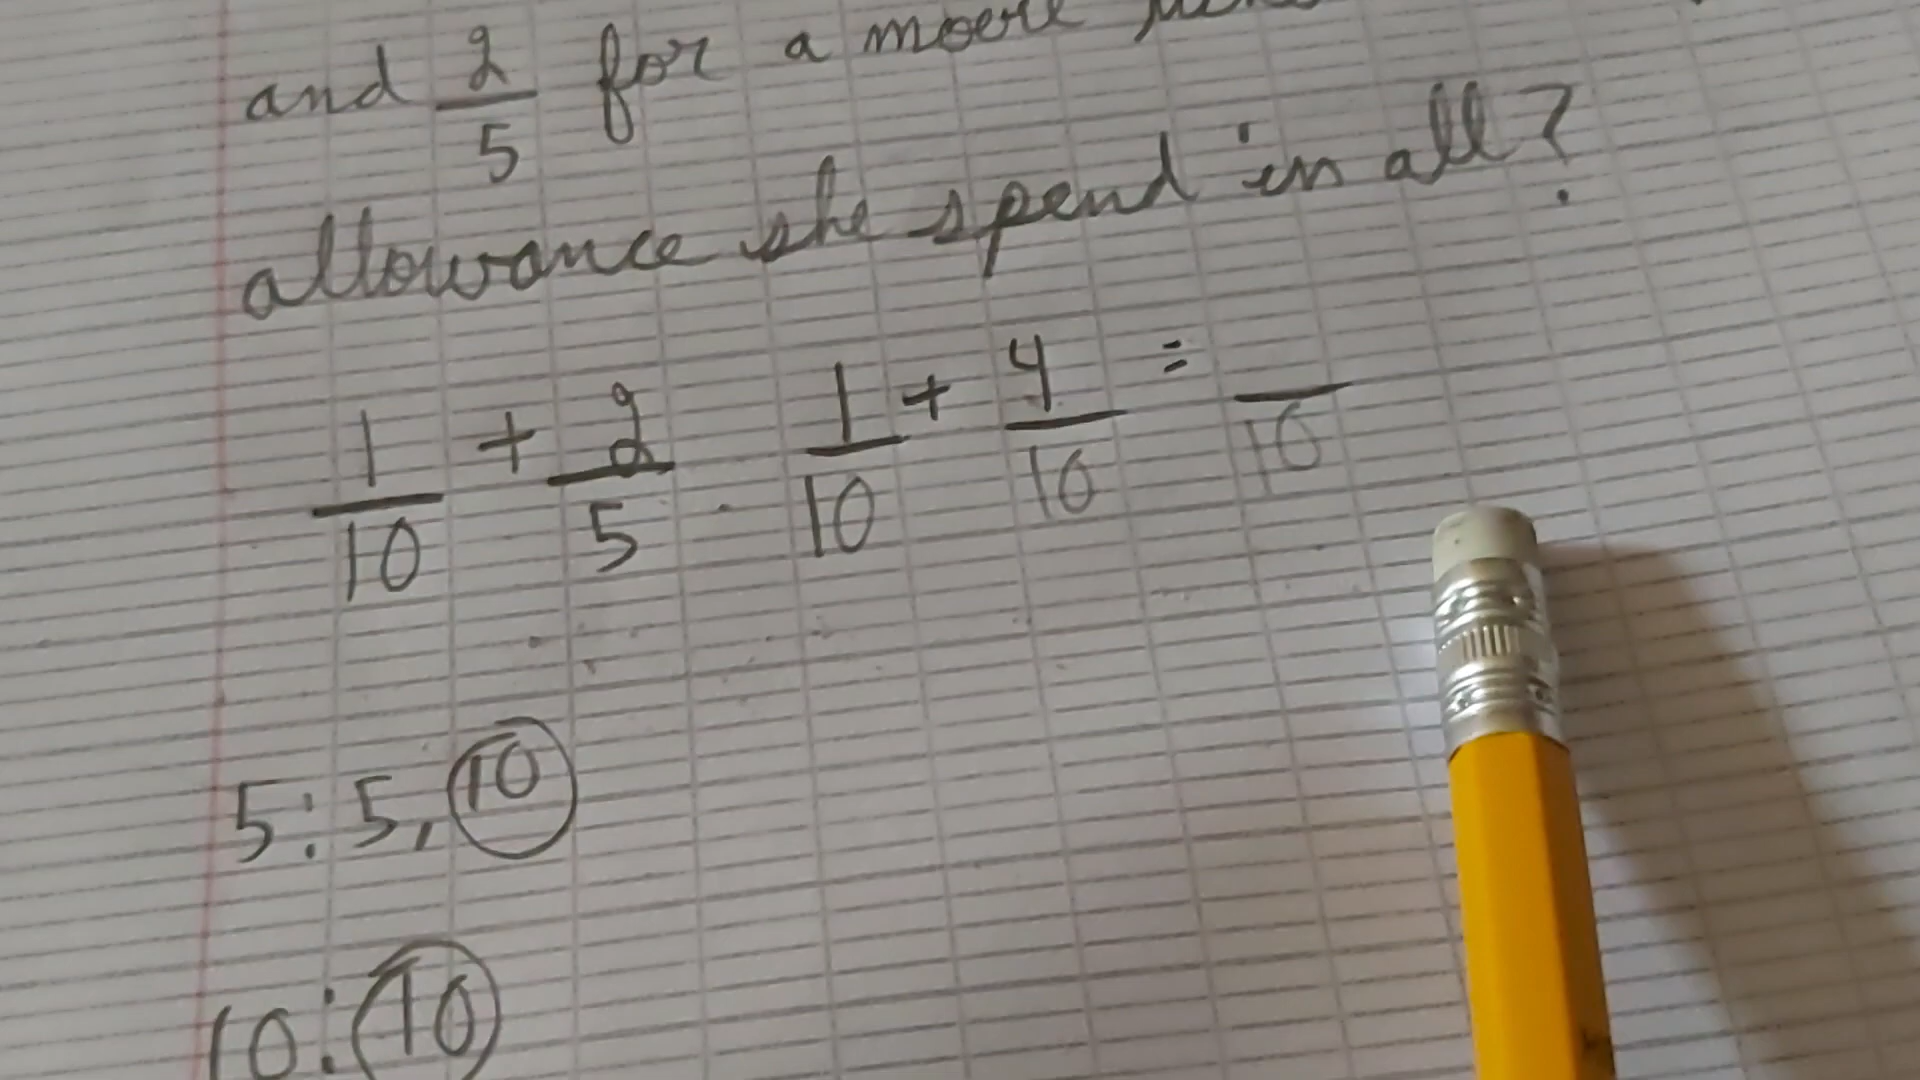 and 2/5 for a movie
allowance she spend in all?
1/10 + 2/5 1/10 + 4/10 = /10
5: 5, 10
10: 10